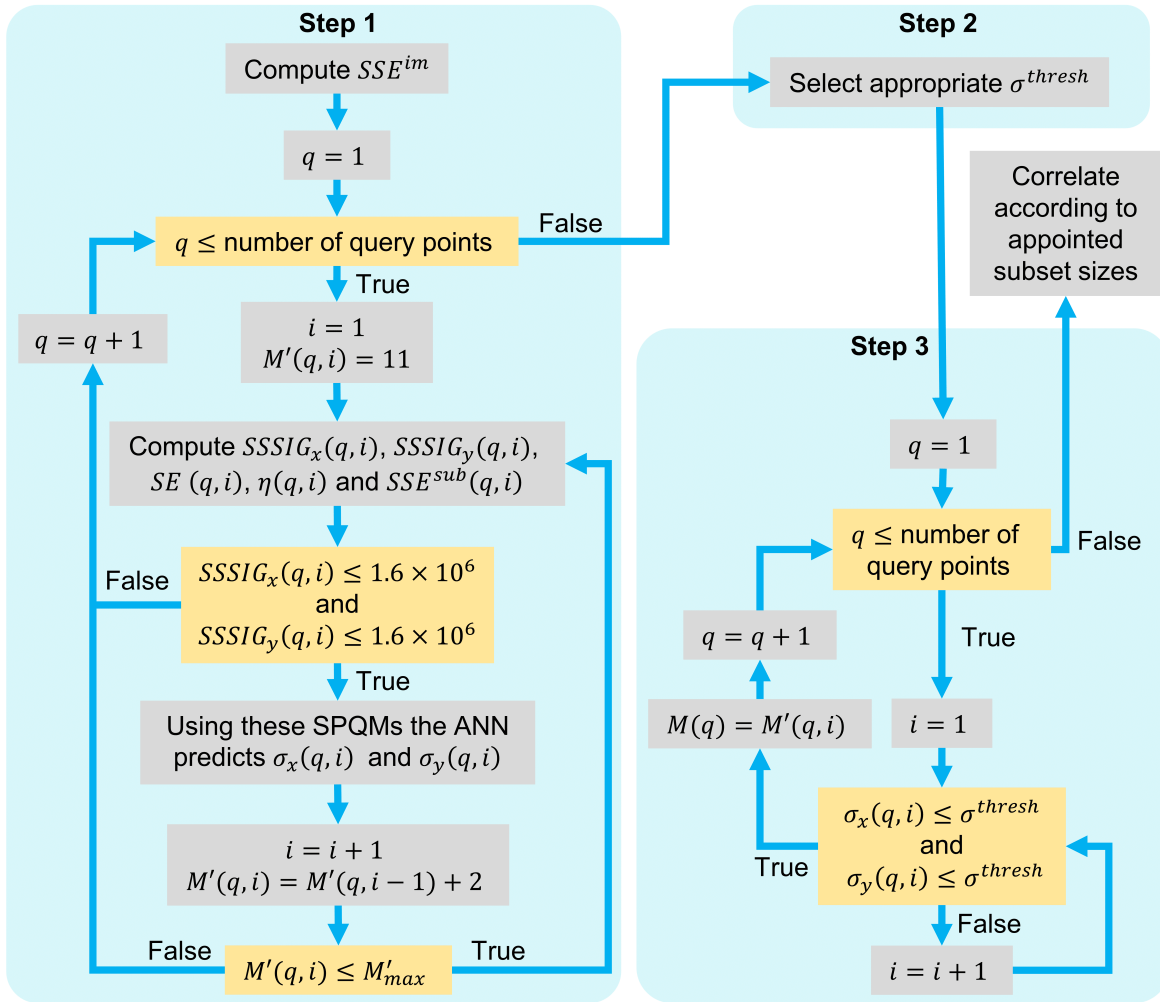 Step 1
Compute SSE^{im}
q = 1
q ≤ number of query points
False
True
i = 1
M′(q, i) = 11
q = q + 1
Compute SSSIG_x(q, i), SSSIG_y(q, i),
SE (q, i), η(q, i) and SSE^{sub}(q, i)
False
SSSIG_x(q, i) ≤ 1.6 × 10^6
and
SSSIG_y(q, i) ≤ 1.6 × 10^6
True
Using these SPQMs the ANN
predicts σ_x(q, i) and σ_y(q, i)
i = i + 1
M′(q, i) = M′(q, i − 1) + 2
False
True
M′(q, i) ≤ M′_{max}
Step 2
Select appropriate σ^{thresh}
Correlate
according to
appointed
subset sizes
Step 3
q = 1
q ≤ number of
query points
False
True
q = q + 1
M(q) = M′(q, i)
i = 1
σ_x(q, i) ≤ σ^{thresh}
and
σ_y(q, i) ≤ σ^{thresh}
True
False
i = i + 1